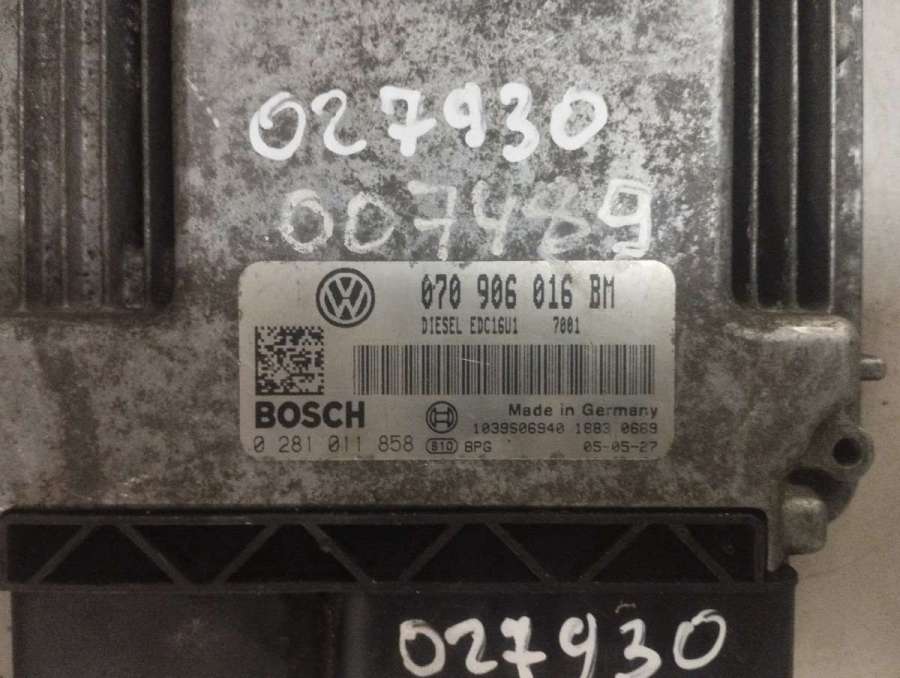 027930
007489
070 906 016 BM
DIESEL EDC16U1 7001
BOSCH
Made in Germany
1039S06940 1883 0669
0 281 011 858 810 BPG 05-05-27
027930